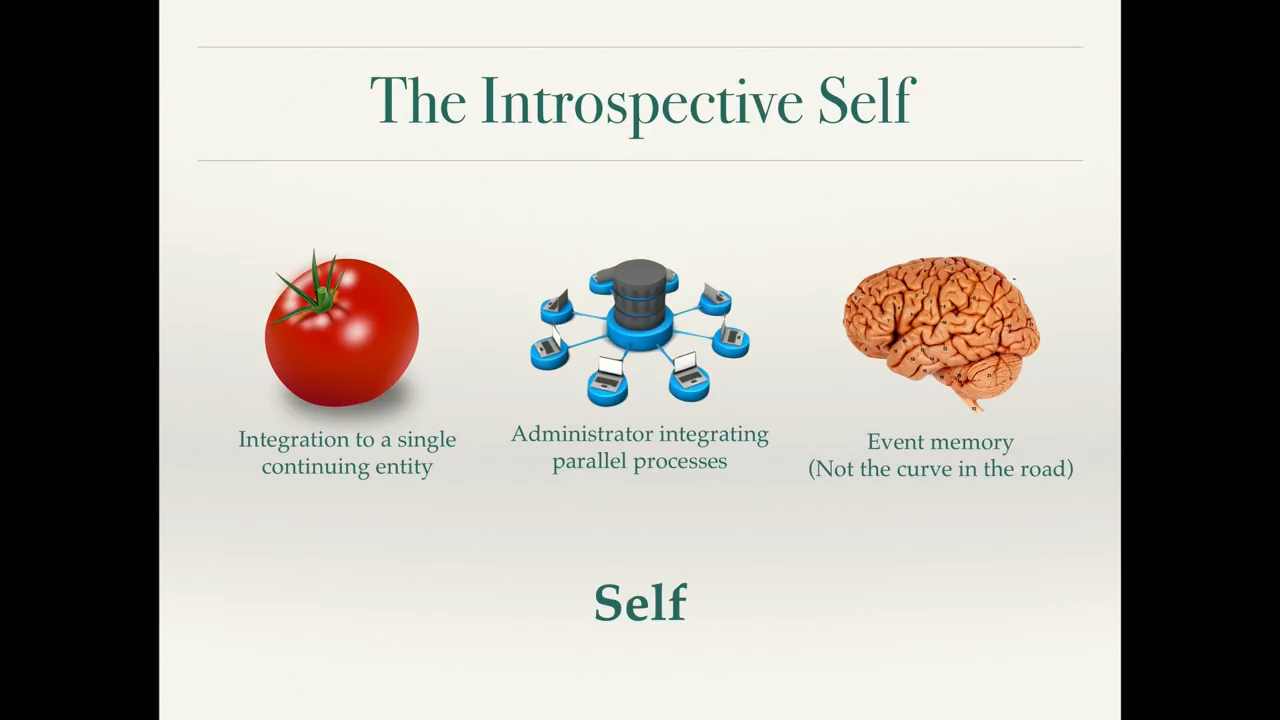 The Introspective Self
Integration to a single
continuing entity
Administrator integrating
parallel processes
Event memory
(Not the curve in the road)
Self